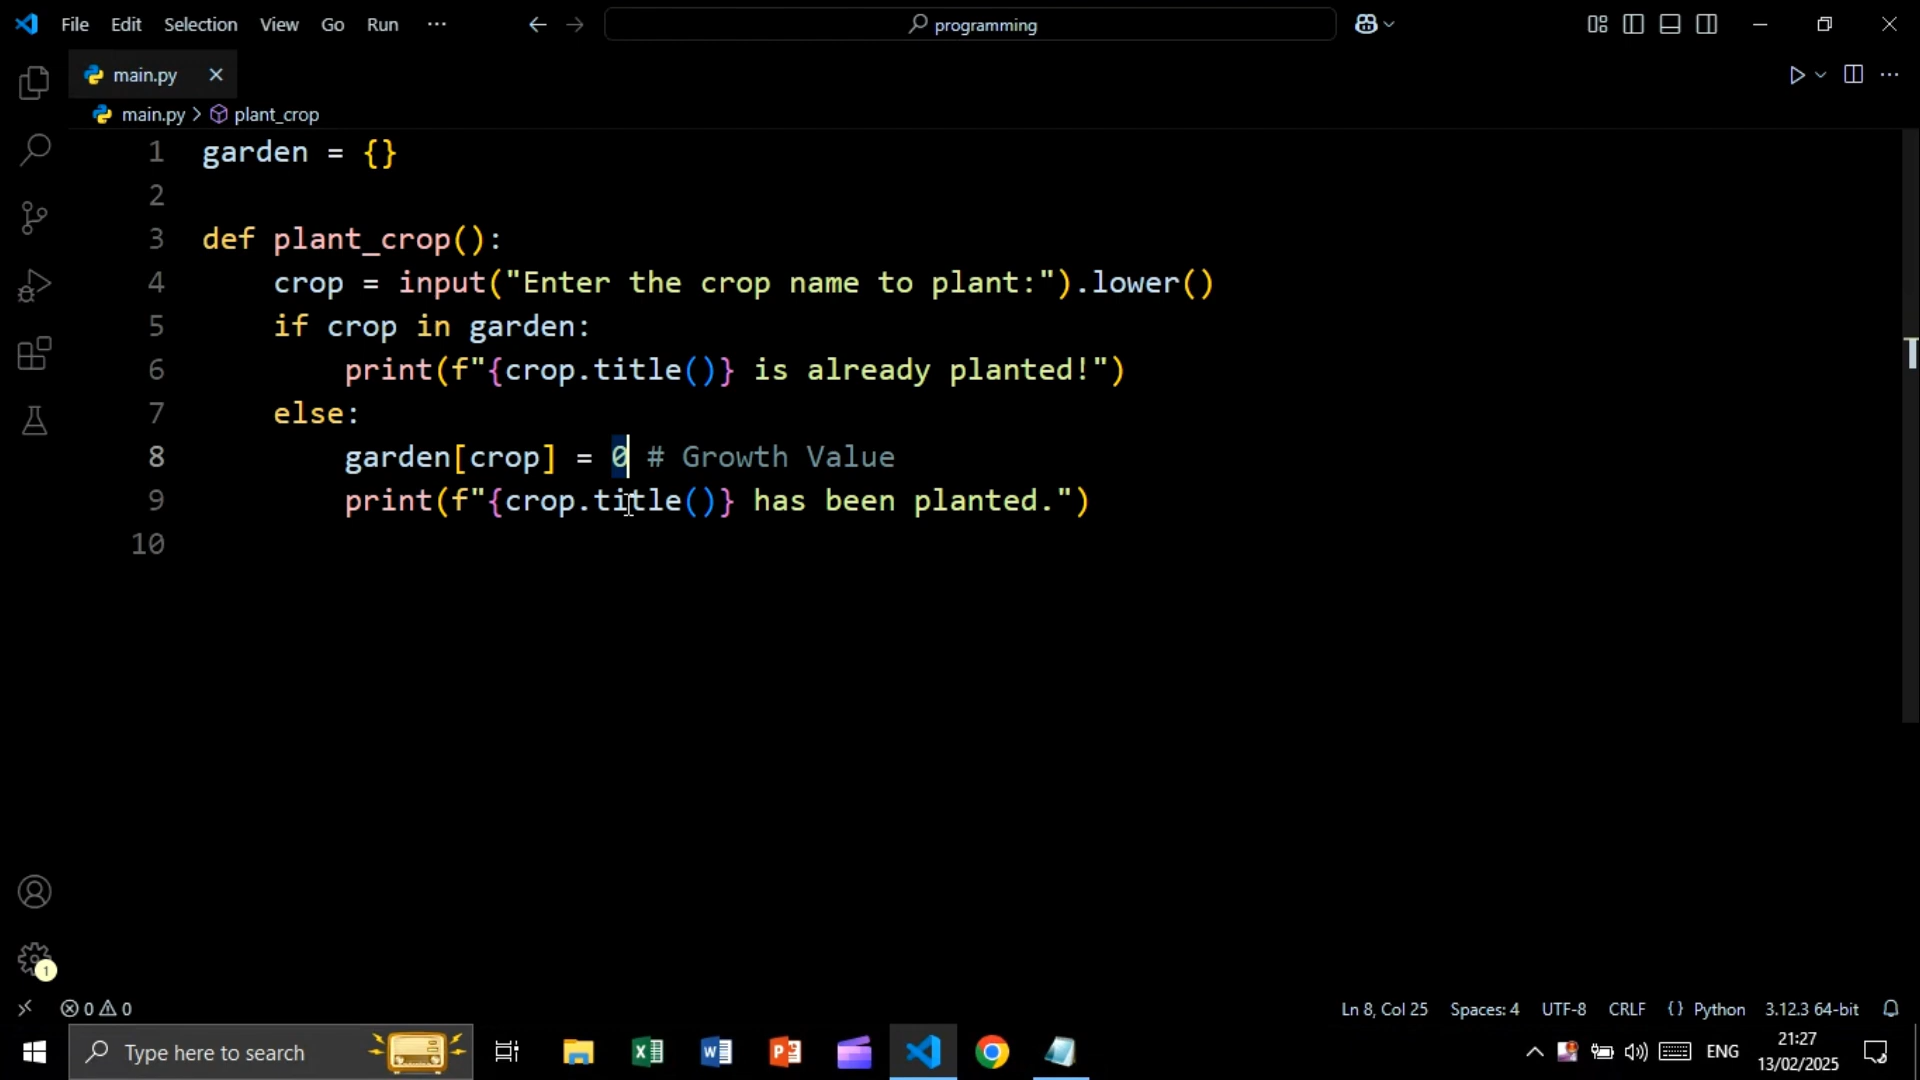 File Edit Selection View Go Run ...
programming
main.py
main.py > plant_crop
1 garden = {}
2
3 def plant_crop():
4 crop = input("Enter the crop name to plant:").lower()
5 if crop in garden:
6 print(f"{crop.title()} is already planted!")
7 else:
8 garden[crop] = 0 # Growth Value
9 print(f"{crop.title()} has been planted.")
10
1
0 0 Ln 8, Col 25 Spaces: 4 UTF-8 CRLF {} Python 3.12.3 64-bit
Type here to search
ENG
21:27
13/02/2025